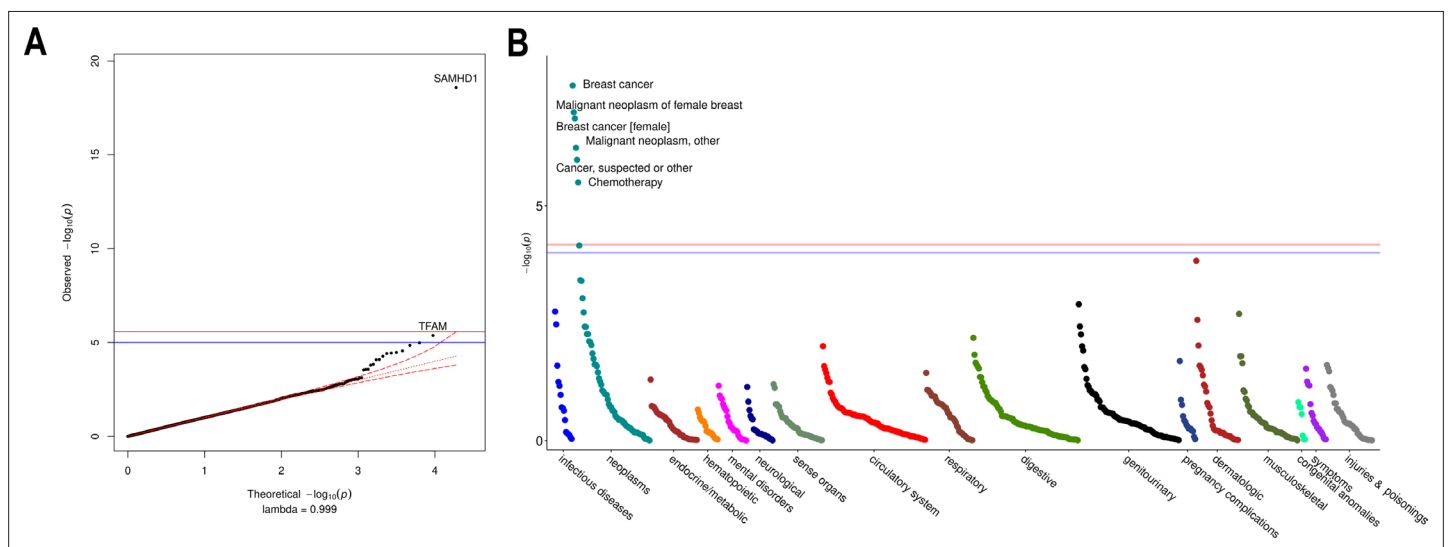 A
20
15
10
5
0
Observed −log10(p)
SAMHD1
TFAM
0
1
2
3
4
Theoretical −log10(p)
lambda = 0.999
B
Breast cancer
Malignant neoplasm of female breast
Breast cancer [female]
Malignant neoplasm, other
Cancer, suspected or other
Chemotherapy
5
0
−log10(p)
infectious diseases
neoplasms
endocrine/metabolic
hematopoietic
mental disorders
neurological
sense organs
circulatory system
respiratory
digestive
genitourinary
pregnancy complications
dermatologic
musculoskeletal
congenital anomalies
symptoms
injuries & poisonings